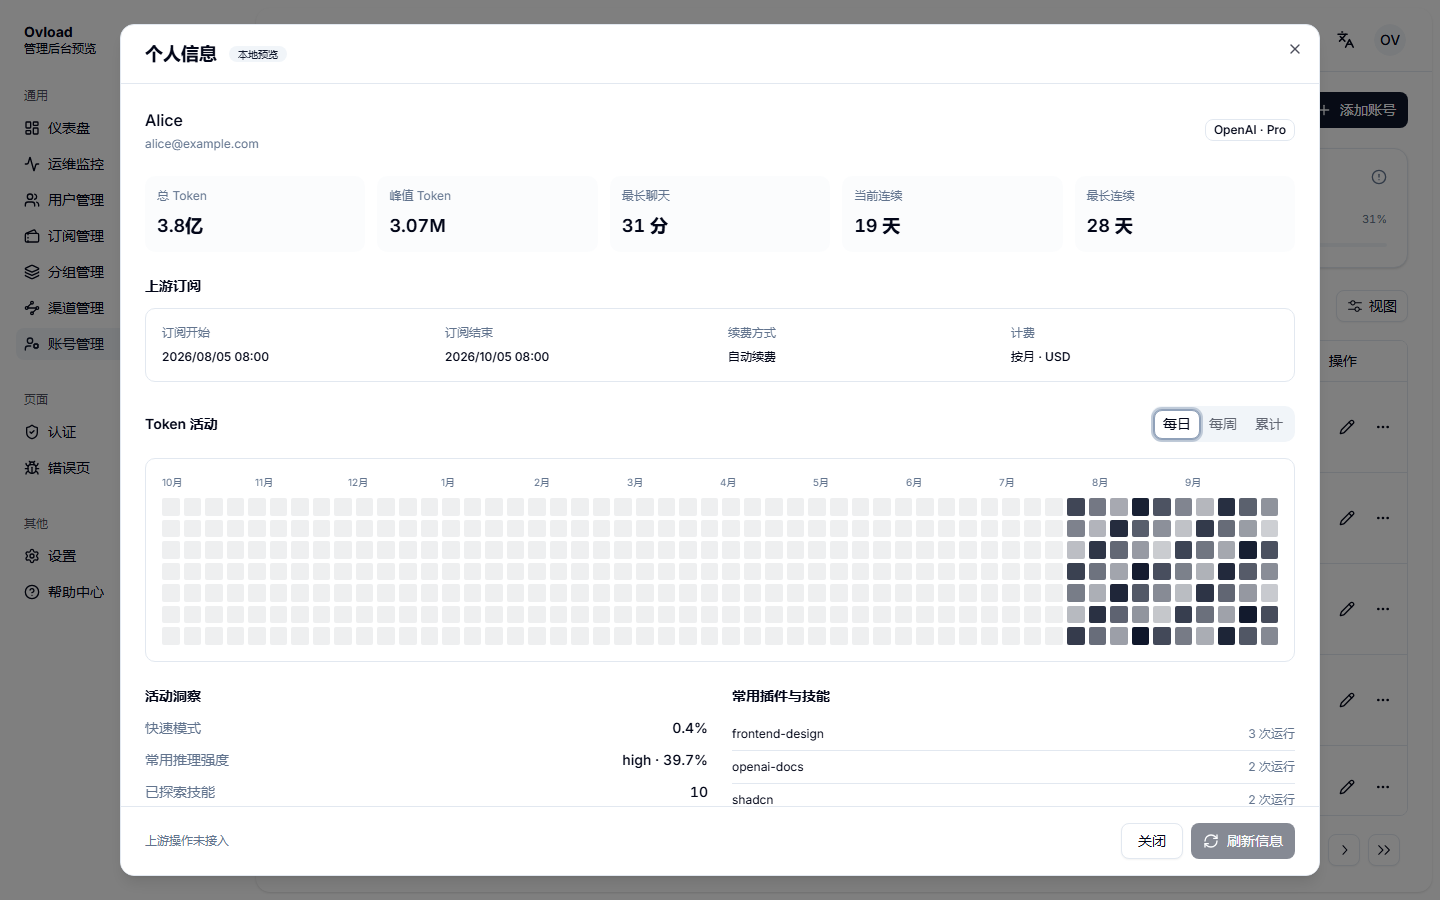 Ovload
管理后台预览
通用
仪表盘
运维监控
用户管理
订阅管理
分组管理
渠道管理
账号管理
页面
认证
错误页
其他
设置
帮助中心
OV
添加账号
31%
视图
操作
个人信息
本地预览
Alice
alice@example.com
OpenAI · Pro
总 Token
3.8亿
峰值 Token
3.07M
最长聊天
31 分
当前连续
19 天
最长连续
28 天
上游订阅
订阅开始
2026/08/05 08:00
订阅结束
2026/10/05 08:00
续费方式
自动续费
计费
按月 · USD
Token 活动
每日 每周 累计
10月 11月 12月 1月 2月 3月 4月 5月 6月 7月 8月 9月
活动洞察
快速模式 0.4%
常用推理强度 high · 39.7%
已探索技能 10
常用插件与技能
frontend-design 3 次运行
openai-docs 2 次运行
shadcn 2 次运行
上游操作未接入
关闭
刷新信息